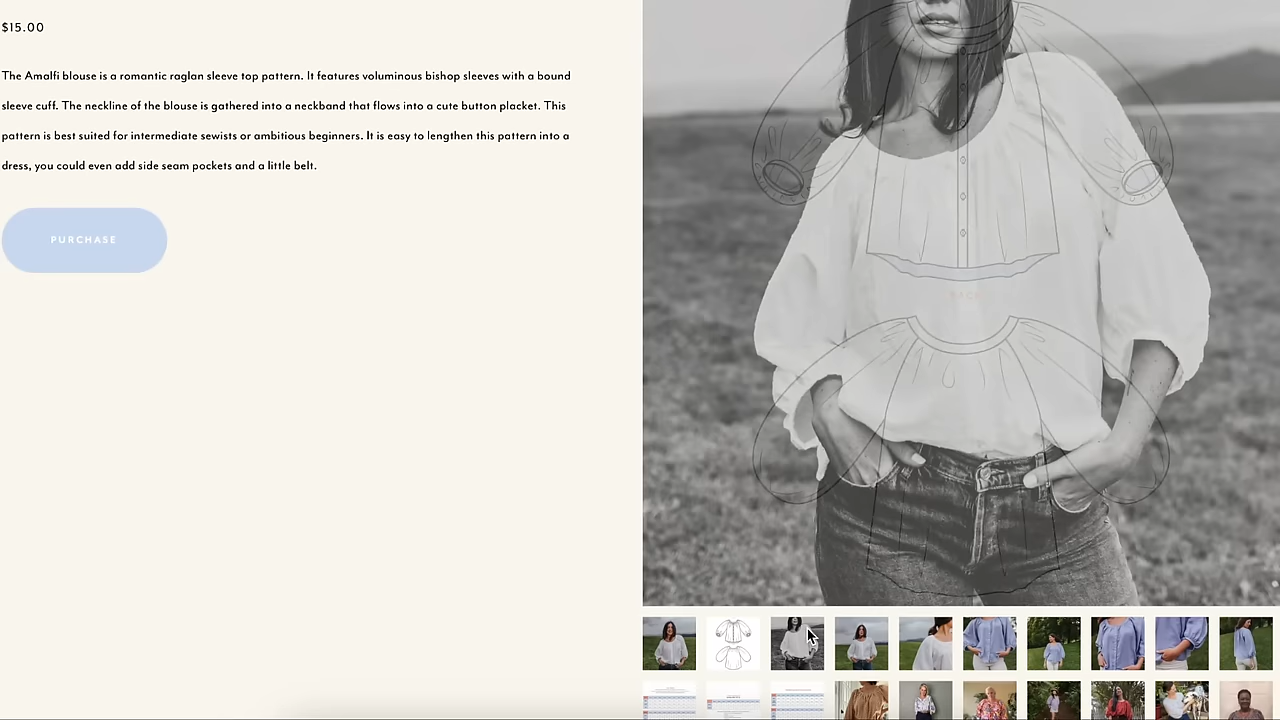 $15.00
The Amalfi blouse is a romantic raglan sleeve top pattern. It features voluminous bishop sleeves with a bound
sleeve cuff. The neckline of the blouse is gathered into a neckband that flows into a cute button placket. This
pattern is best suited for intermediate sewists or ambitious beginners. It is easy to lengthen this pattern into a
dress, you could even add side seam pockets and a little belt.
PURCHASE